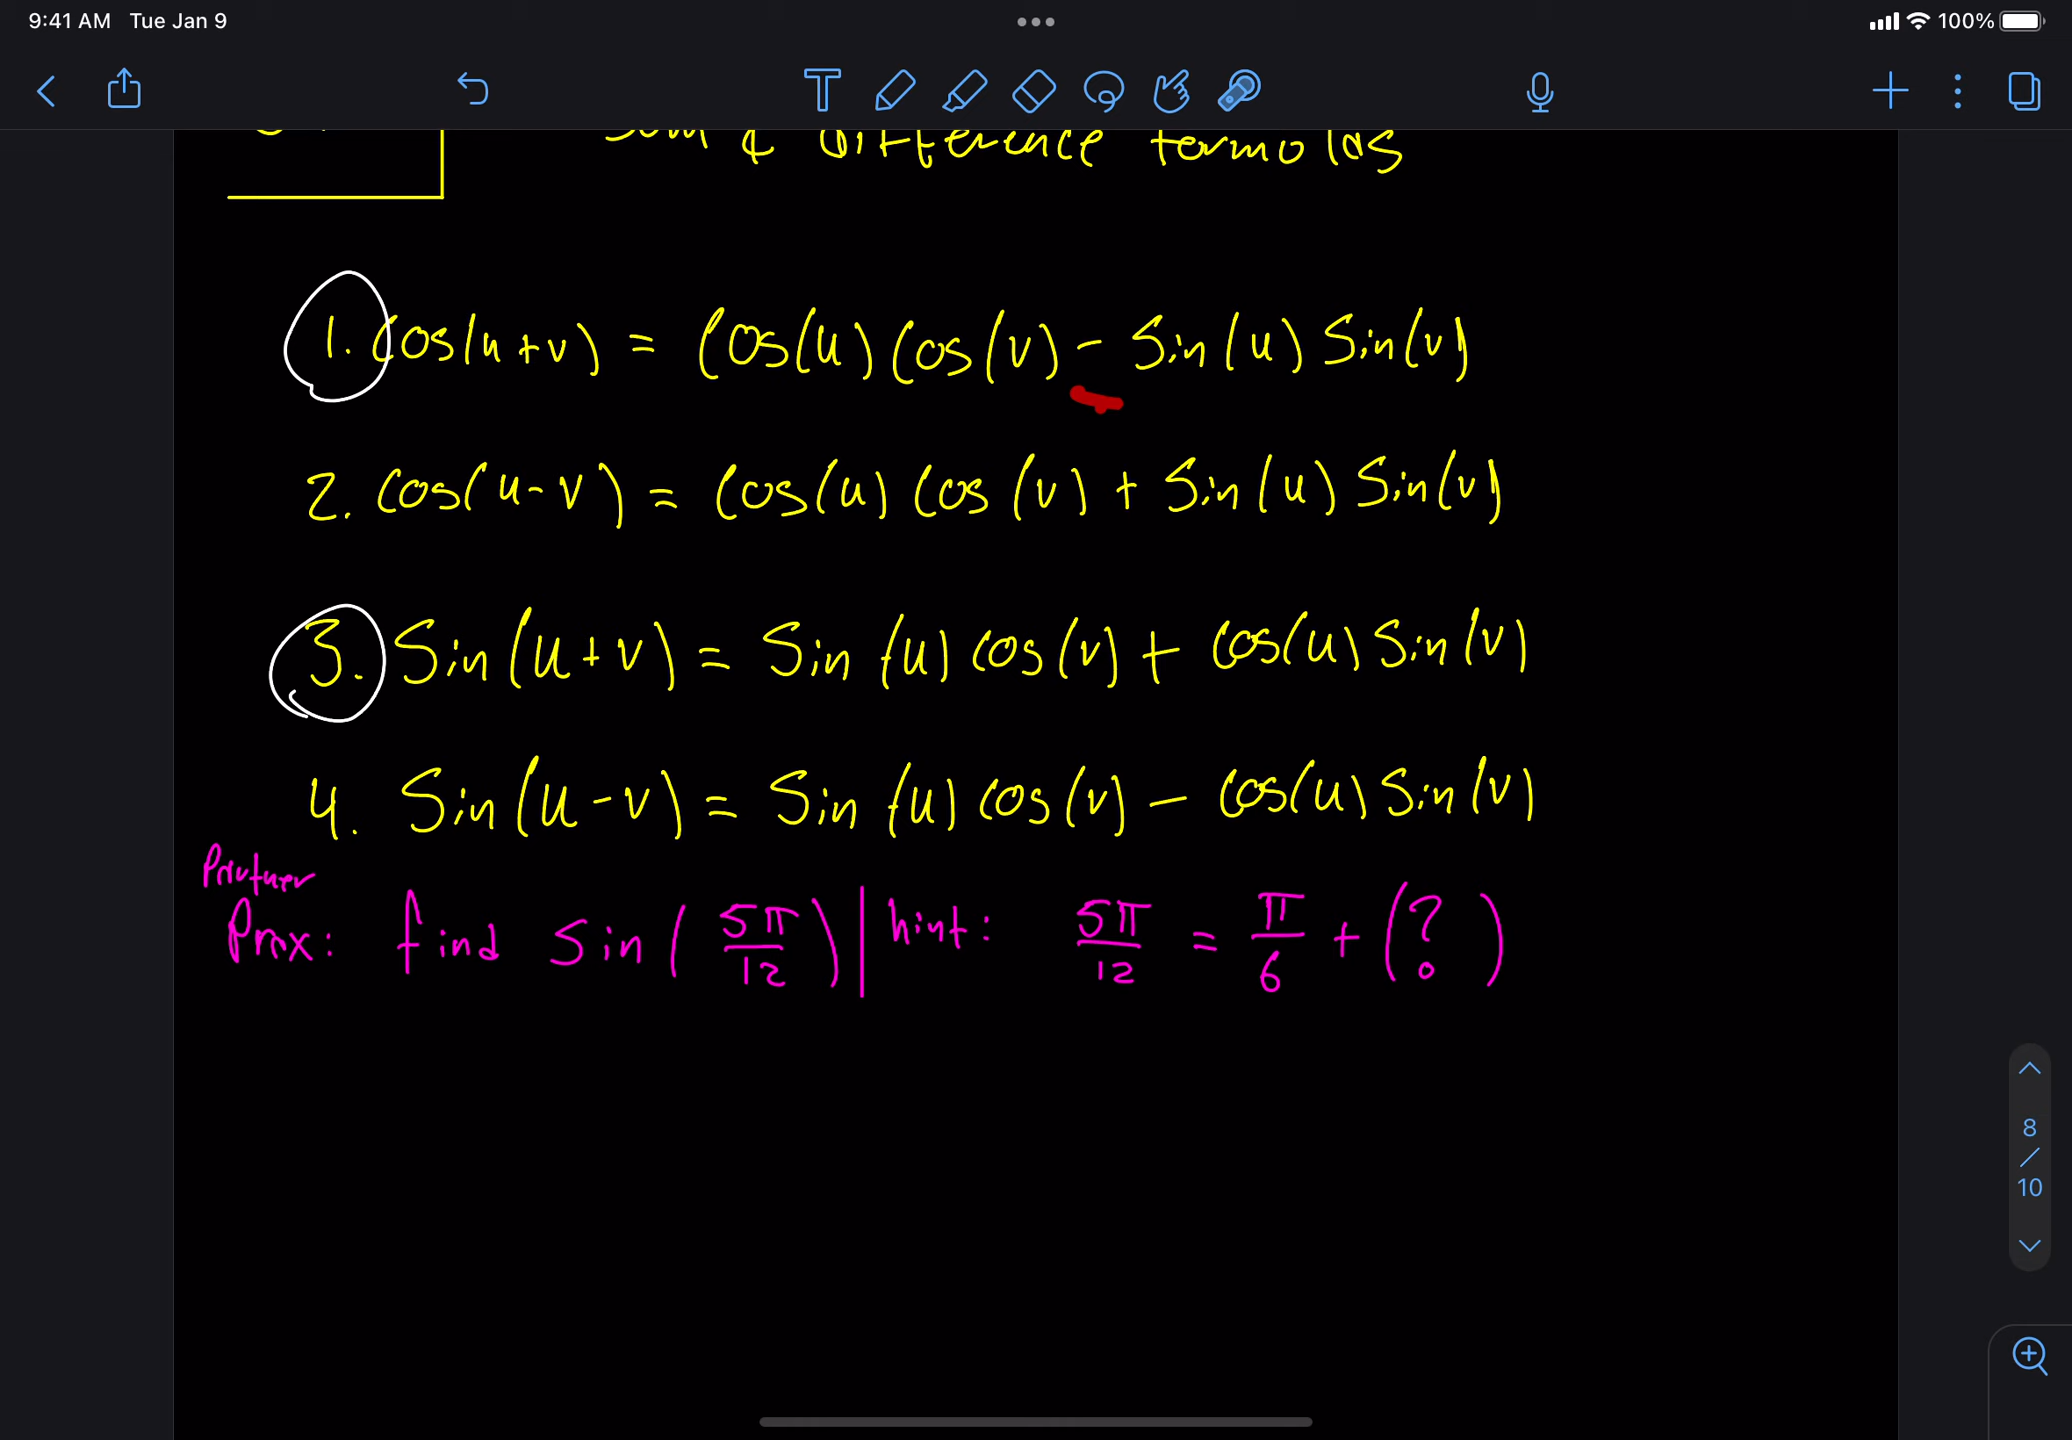 9:41 AM Tue Jan 9
100%
Sum & Difference formulas
1. Cos(u+v) = Cos(u) Cos(v) - Sin(u) Sin(v)
2. Cos(u-v) = Cos(u) Cos(v) + Sin(u) Sin(v)
3. Sin(u+v) = Sin(u) cos(v) + Cos(u) Sin(v)
4. Sin(u-v) = Sin(u) cos(v) - Cos(u) Sin(v)
Partner
Prax: find Sin(5π/12) | hint: 5π/12 = π/6 + (?)
8
/
10